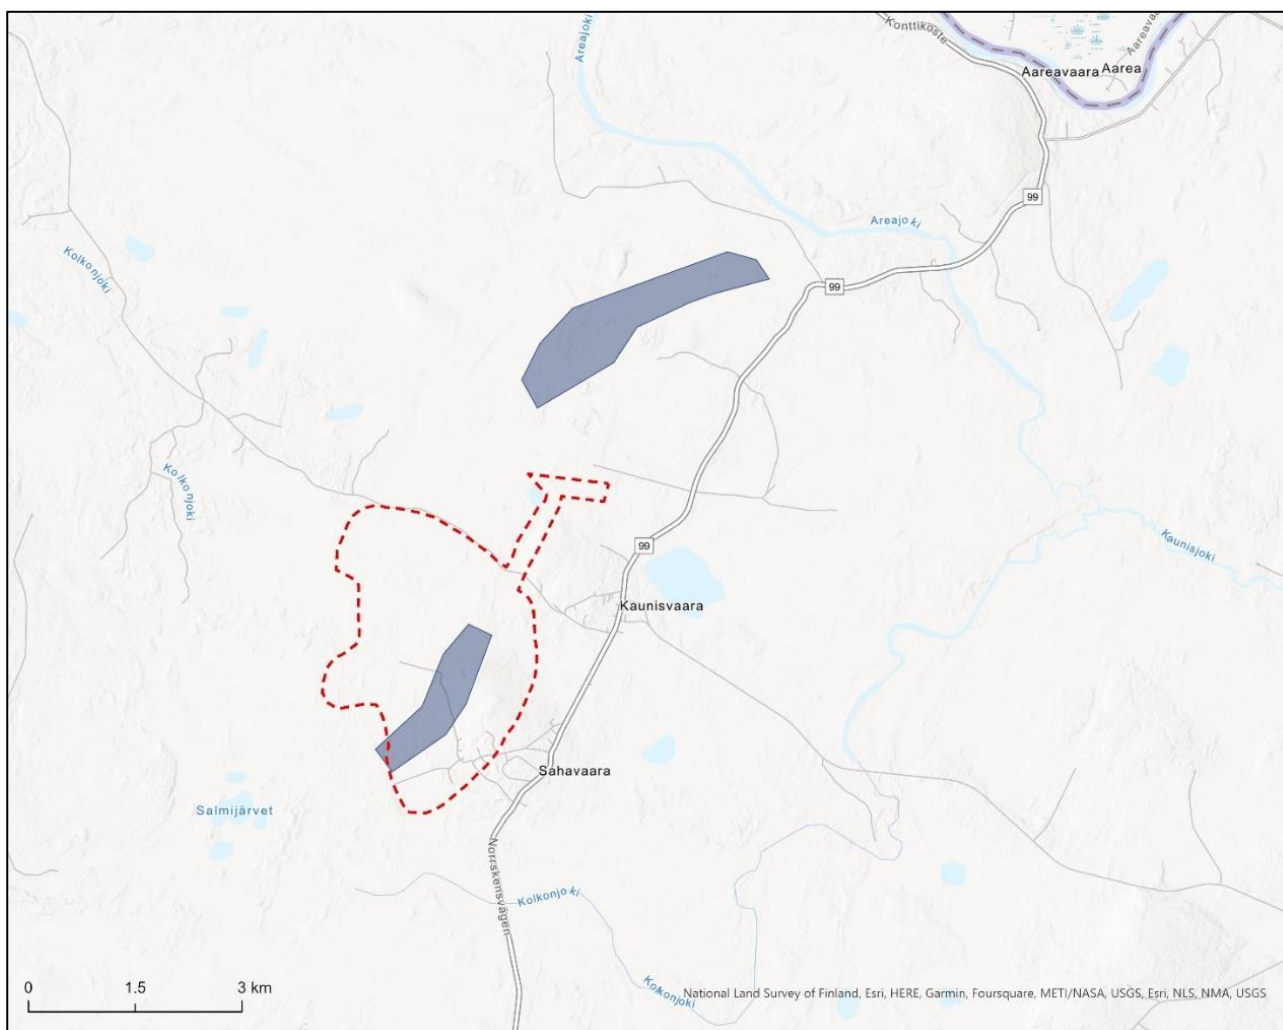 Areajoki
Konttikoste
Aareavaara
Aareavaara
Aarea
99
Areajoki
Kolkonjoki
99
Kolkonjoki
99
Kaunisjoki
Kaunisvaara
Sahavaara
Salmijärvet
Norrskensvägen
Kolkonjoki
Kolkonjoki
0 1.5 3 km
National Land Survey of Finland, Esri, HERE, Garmin, Foursquare, METI/NASA, USGS, Esri, NLS, NMA, USGS